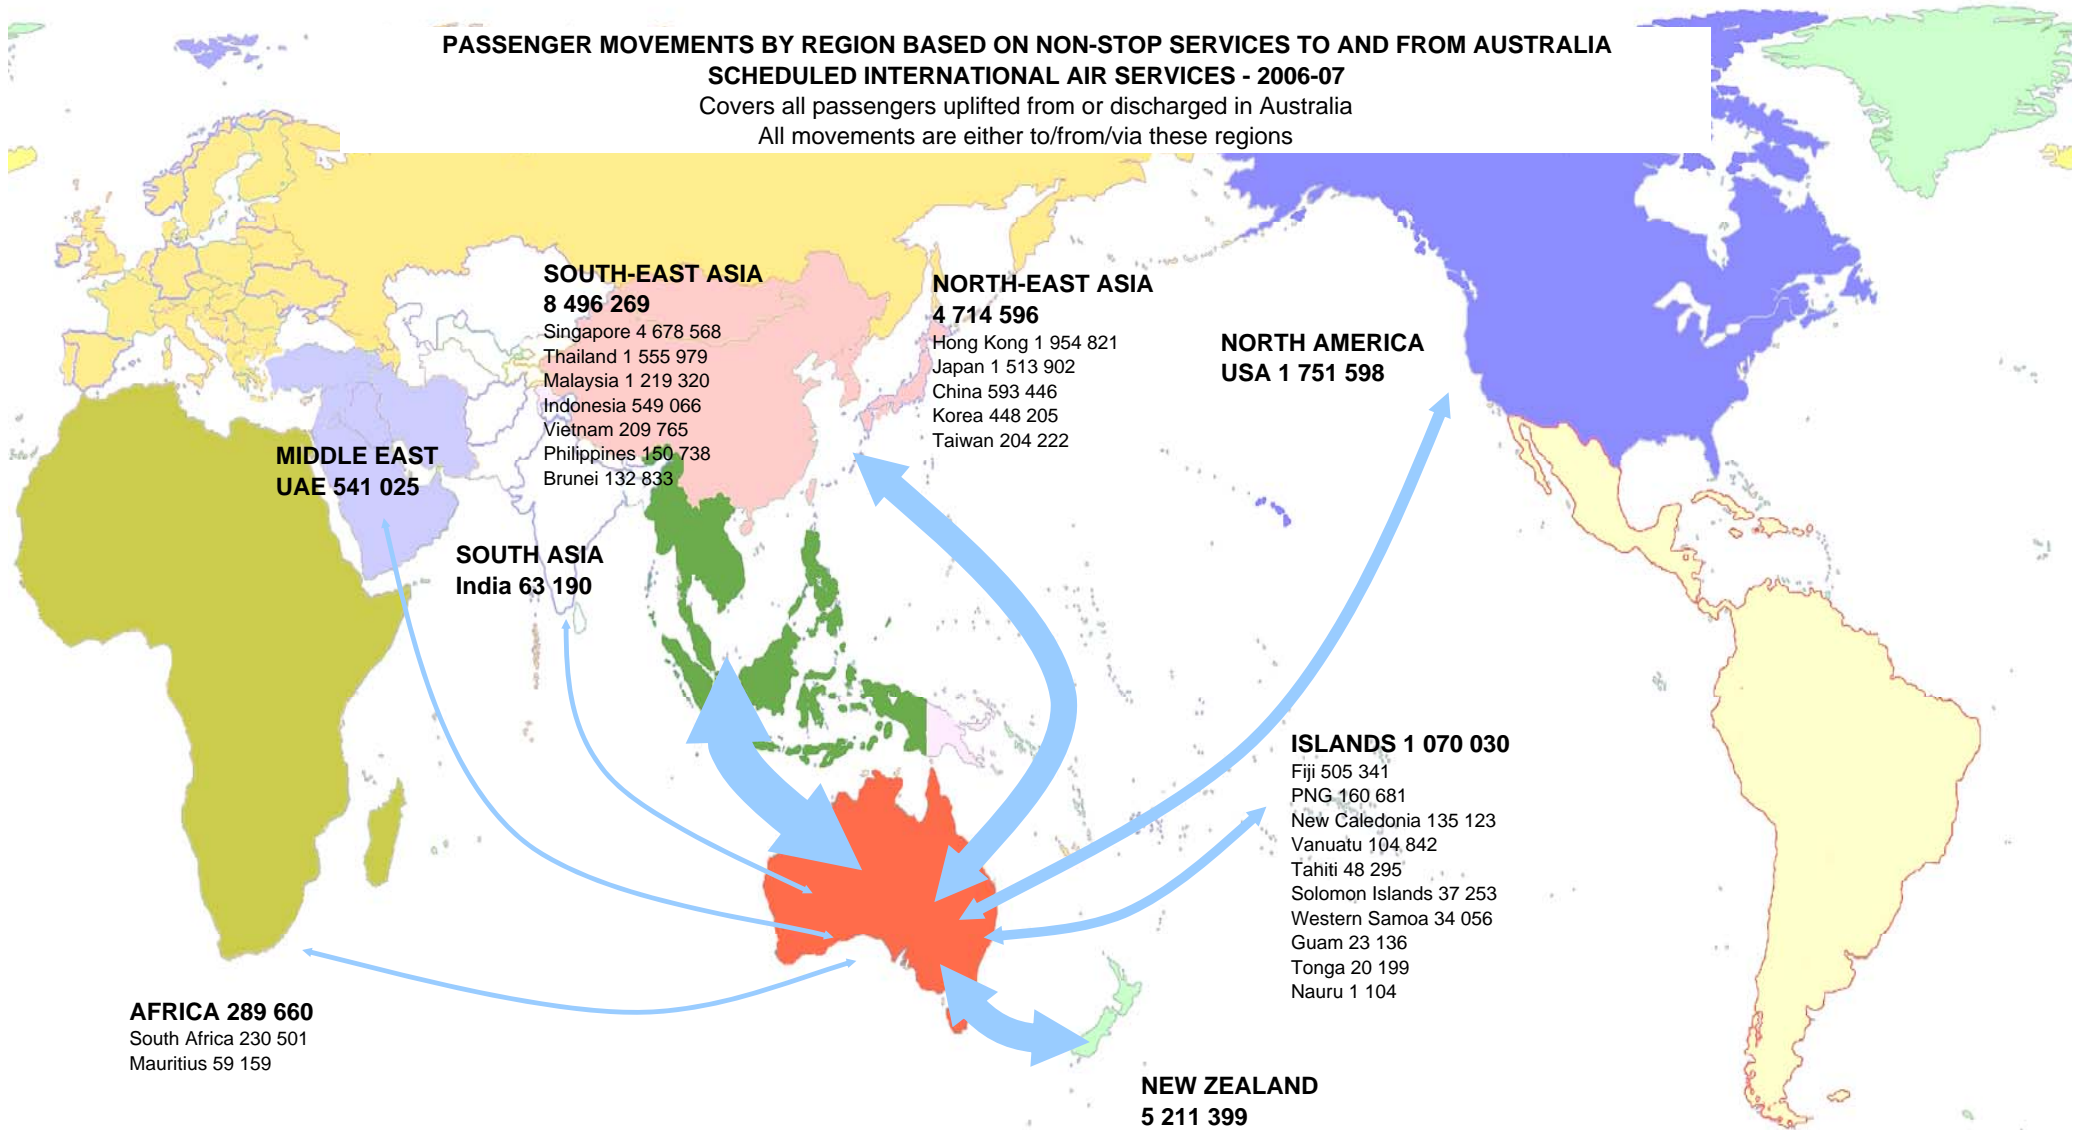 PASSENGER MOVEMENTS BY REGION BASED ON NON-STOP SERVICES TO AND FROM AUSTRALIA
SCHEDULED INTERNATIONAL AIR SERVICES - 2006-07
Covers all passengers uplifted from or discharged in Australia
All movements are either to/from/via these regions
SOUTH-EAST ASIA
8 496 269
Singapore 4 678 568
Thailand 1 555 979
Malaysia 1 219 320
Indonesia 549 066
Vietnam 209 765
Philippines 150 738
Brunei 132 833
NORTH-EAST ASIA
4 714 596
Hong Kong 1 954 821
Japan 1 513 902
China 593 446
Korea 448 205
Taiwan 204 222
NORTH AMERICA
USA 1 751 598
MIDDLE EAST
UAE 541 025
SOUTH ASIA
India 63 190
ISLANDS 1 070 030
Fiji 505 341
PNG 160 681
New Caledonia 135 123
Vanuatu 104 842
Tahiti 48 295
Solomon Islands 37 253
Western Samoa 34 056
Guam 23 136
Tonga 20 199
Nauru 1 104
AFRICA 289 660
South Africa 230 501
Mauritius 59 159
NEW ZEALAND
5 211 399